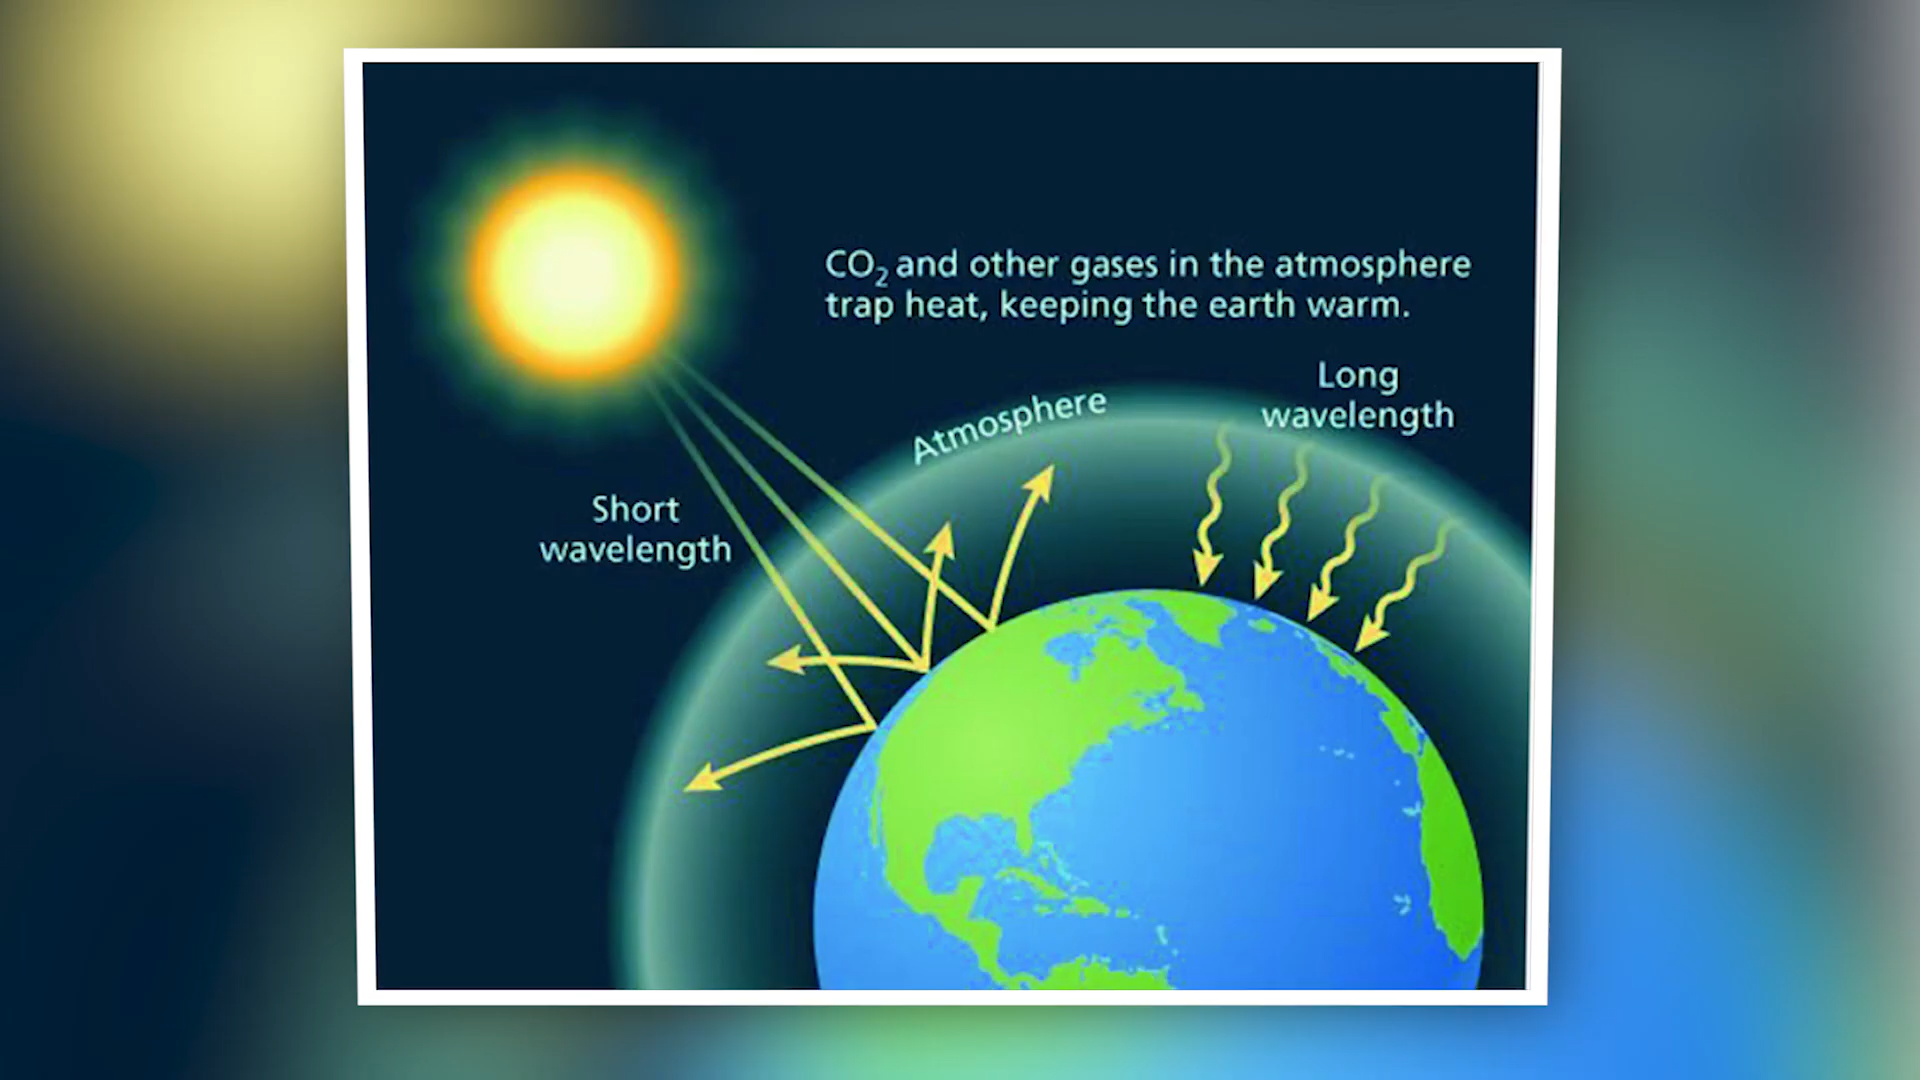 CO₂ and other gases in the atmosphere
trap heat, keeping the earth warm.
Long
wavelength
Atmosphere
Short
wavelength